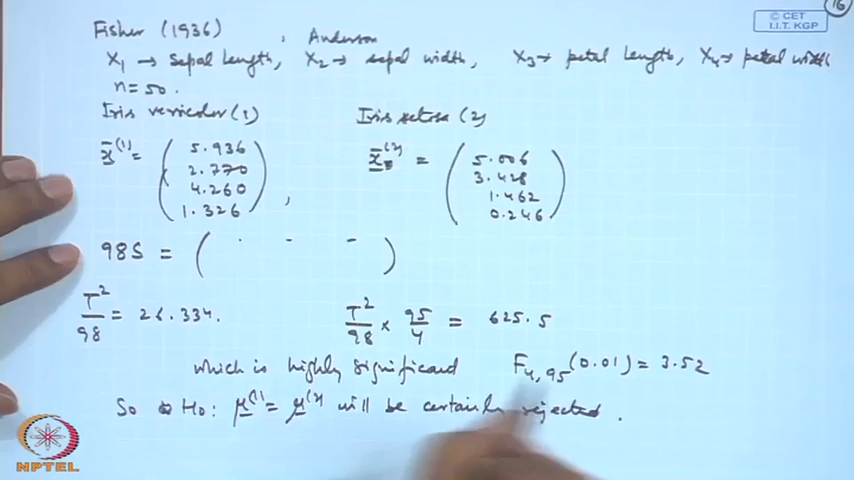 16
© CET
I.I.T. KGP
Fisher (1936) , Anderson
X₁ → Sepal length, X₂ → sepal width, X₃ → petal length, X₄ → petal width
n = 50.
Iris versicolor (1) Iris setosa (2)
x̄⁽¹⁾ = (5.936 2.770 4.260 1.326), x̄⁽²⁾ = (5.006 3.428 1.462 0.246)
98S = ( . - - )
T²/98 = 26.334. T²/98 × 95/4 = 625.5
which is highly significant F₄,₉₅(0.01) = 3.52
So H₀: μ⁽¹⁾ = μ⁽²⁾ will be certainly rejected.
NPTEL